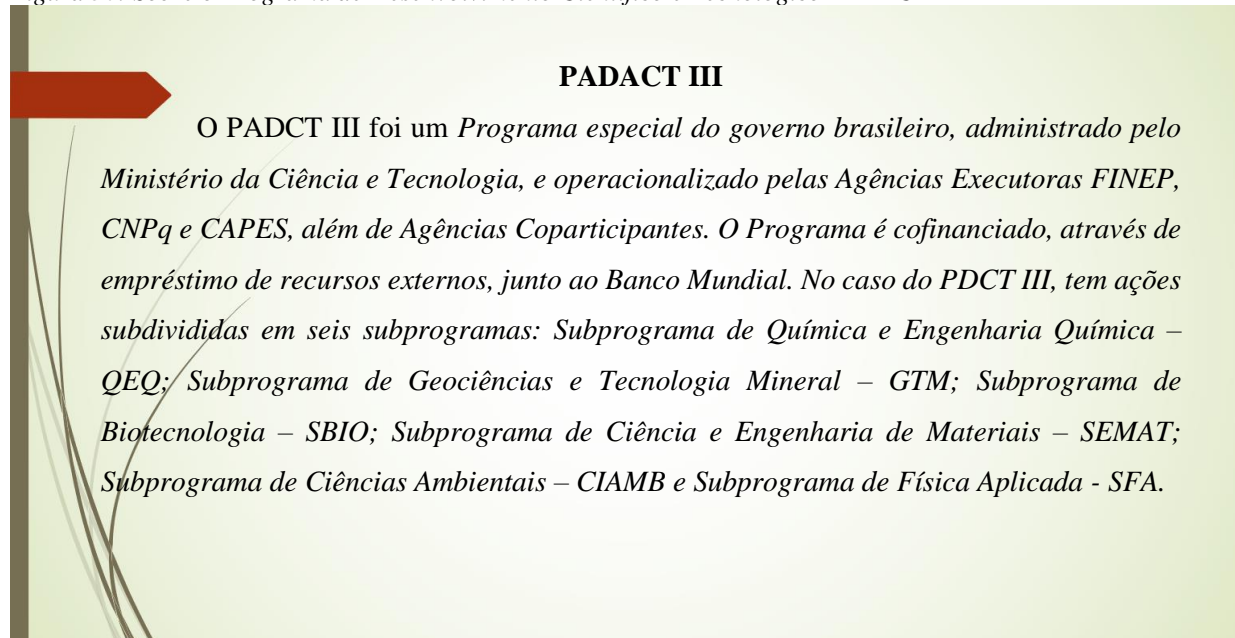 PADACT III
O PADCT III foi um Programa especial do governo brasileiro, administrado pelo
Ministério da Ciência e Tecnologia, e operacionalizado pelas Agências Executoras FINEP,
CNPq e CAPES, além de Agências Coparticipantes. O Programa é cofinanciado, através de
empréstimo de recursos externos, junto ao Banco Mundial. No caso do PDCT III, tem ações
subdivididas em seis subprogramas: Subprograma de Química e Engenharia Química –
QEQ; Subprograma de Geociências e Tecnologia Mineral – GTM; Subprograma de
Biotecnologia – SBIO; Subprograma de Ciência e Engenharia de Materiais – SEMAT;
Subprograma de Ciências Ambientais – CIAMB e Subprograma de Física Aplicada - SFA.